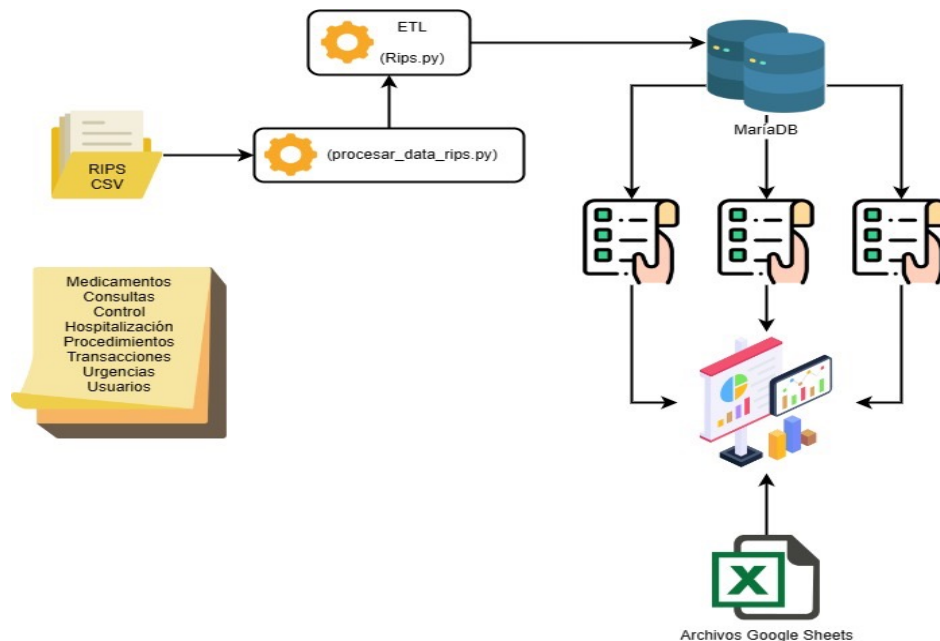 ETL
(Rips.py)
MariaDB
(procesar_data_rips.py)
RIPS
CSV
Medicamentos
Consultas
Control
Hospitalización
Procedimientos
Transacciones
Urgencias
Usuarios
X
Archivos Google Sheets